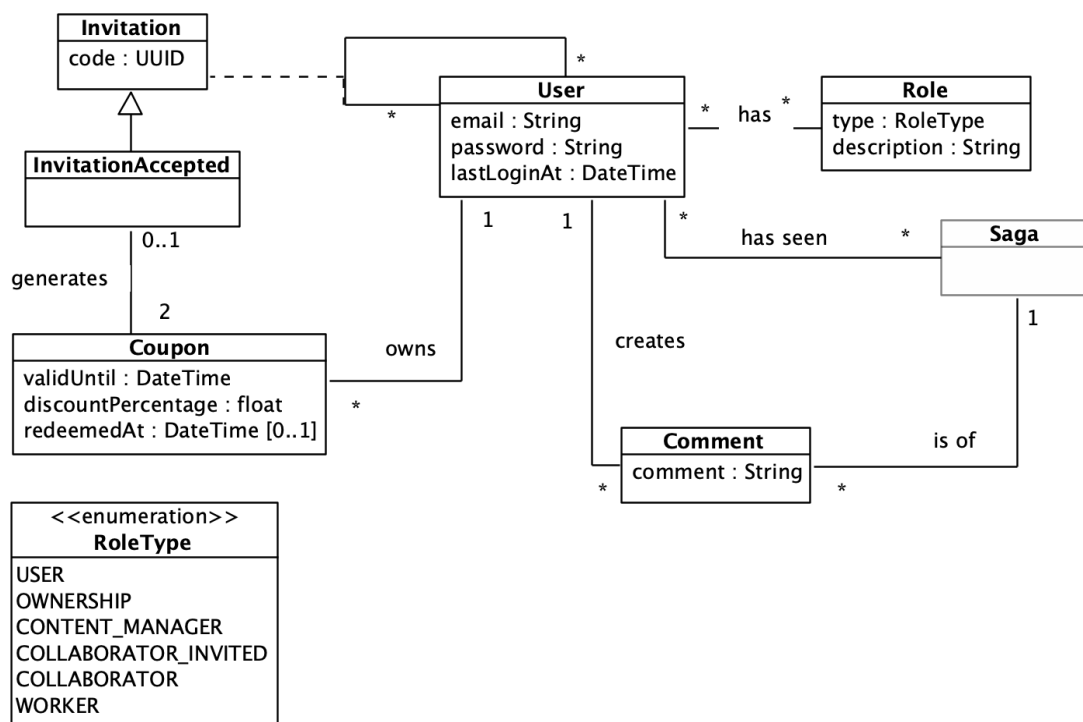 Invitation
code : UUID
*
*
User
email : String
password : String
lastLoginAt : DateTime
*
has
*
Role
type : RoleType
description : String
InvitationAccepted
0..1
generates
2
1
1
*
has seen
*
Saga
1
Coupon
validUntil : DateTime
discountPercentage : float
redeemedAt : DateTime [0..1]
owns
*
creates
Comment
comment : String
*
is of
*
<<enumeration>>
RoleType
USER
OWNERSHIP
CONTENT_MANAGER
COLLABORATOR_INVITED
COLLABORATOR
WORKER